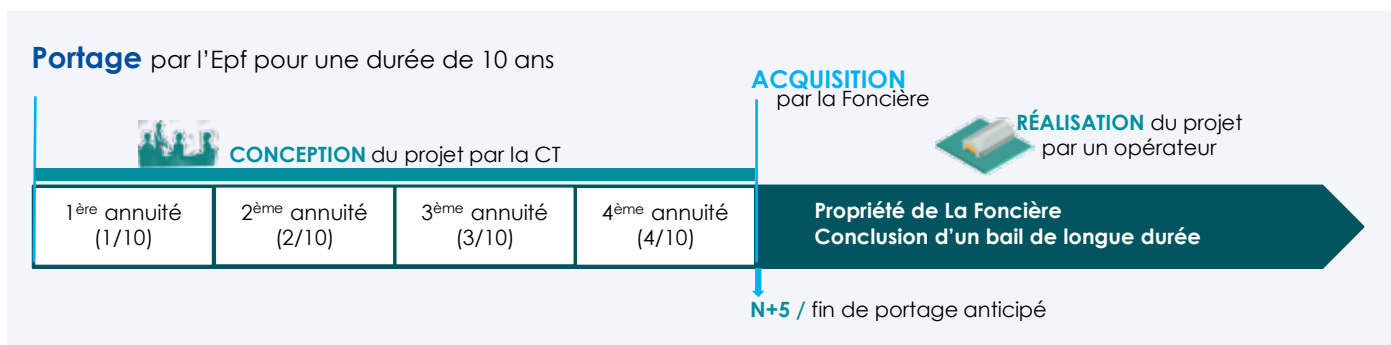 Portage par l’Epf pour une durée de 10 ans
ACQUISITION
par la Foncière
RÉALISATION du projet
par un opérateur
CONCEPTION du projet par la CT
1ère annuité
(1/10)
2ème annuité
(2/10)
3ème annuité
(3/10)
4ème annuité
(4/10)
Propriété de La Foncière
Conclusion d’un bail de longue durée
N+5 / fin de portage anticipé